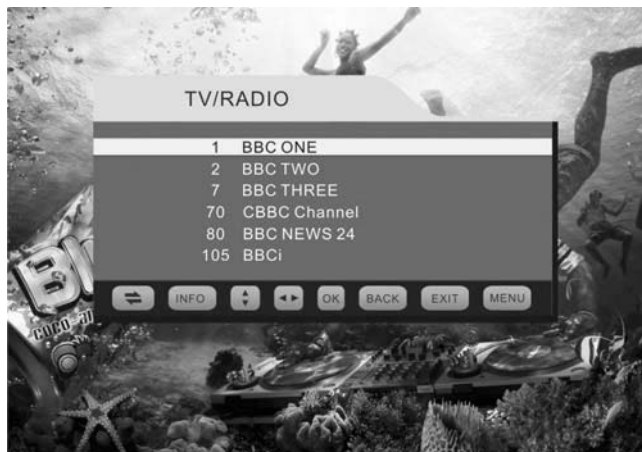 TV/RADIO
1 BBC ONE
2 BBC TWO
7 BBC THREE
70 CBBC Channel
80 BBC NEWS 24
105 BBCi
INFO OK BACK EXIT MENU